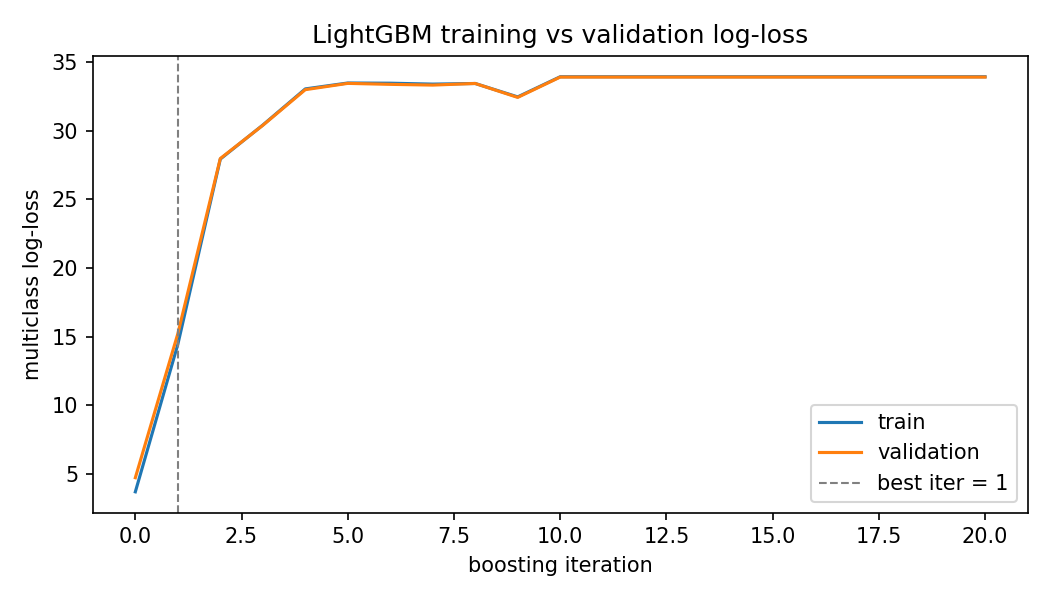 LightGBM training vs validation log-loss
multiclass log-loss
35
30
25
20
15
10
5
train
validation
best iter = 1
0.0 2.5 5.0 7.5 10.0 12.5 15.0 17.5 20.0
boosting iteration